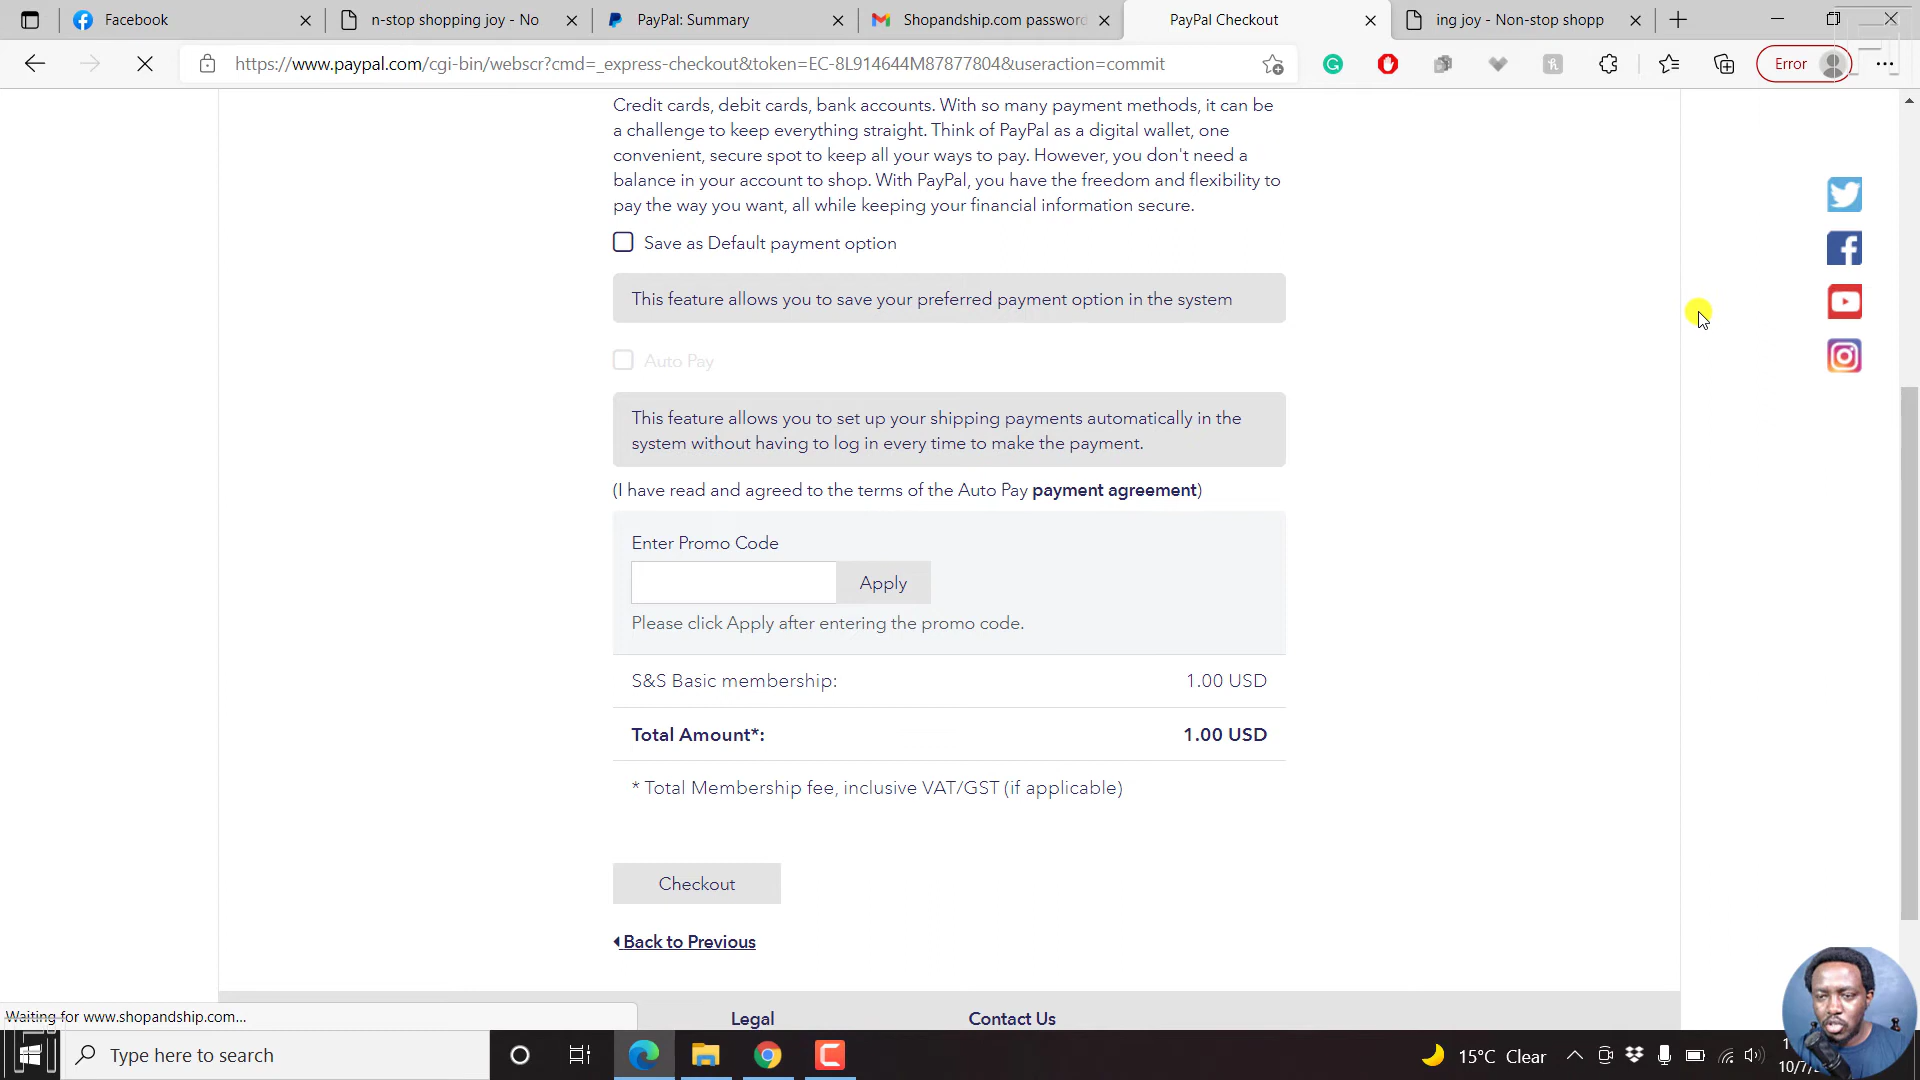 Facebook
n-stop shopping joy - No
PayPal: Summary
Shopandship.com password
PayPal Checkout
ing joy - Non-stop shopp
https://www.paypal.com/cgi-bin/webscr?cmd=_express-checkout&token=EC-8L914644M87877804&useraction=commit
Error
Credit cards, debit cards, bank accounts. With so many payment methods, it can be
a challenge to keep everything straight. Think of PayPal as a digital wallet, one
convenient, secure spot to keep all your ways to pay. However, you don't need a
balance in your account to shop. With PayPal, you have the freedom and flexibility to
pay the way you want, all while keeping your financial information secure.
Save as Default payment option
This feature allows you to save your preferred payment option in the system
Auto Pay
This feature allows you to set up your shipping payments automatically in the
system without having to log in every time to make the payment.
(I have read and agreed to the terms of the Auto Pay payment agreement)
Enter Promo Code
Apply
Please click Apply after entering the promo code.
S&S Basic membership: 1.00 USD
Total Amount*: 1.00 USD
* Total Membership fee, inclusive VAT/GST (if applicable)
Checkout
Back to Previous
Waiting for www.shopandship.com...
Legal
Contact Us
Type here to search
15°C Clear
10/7/